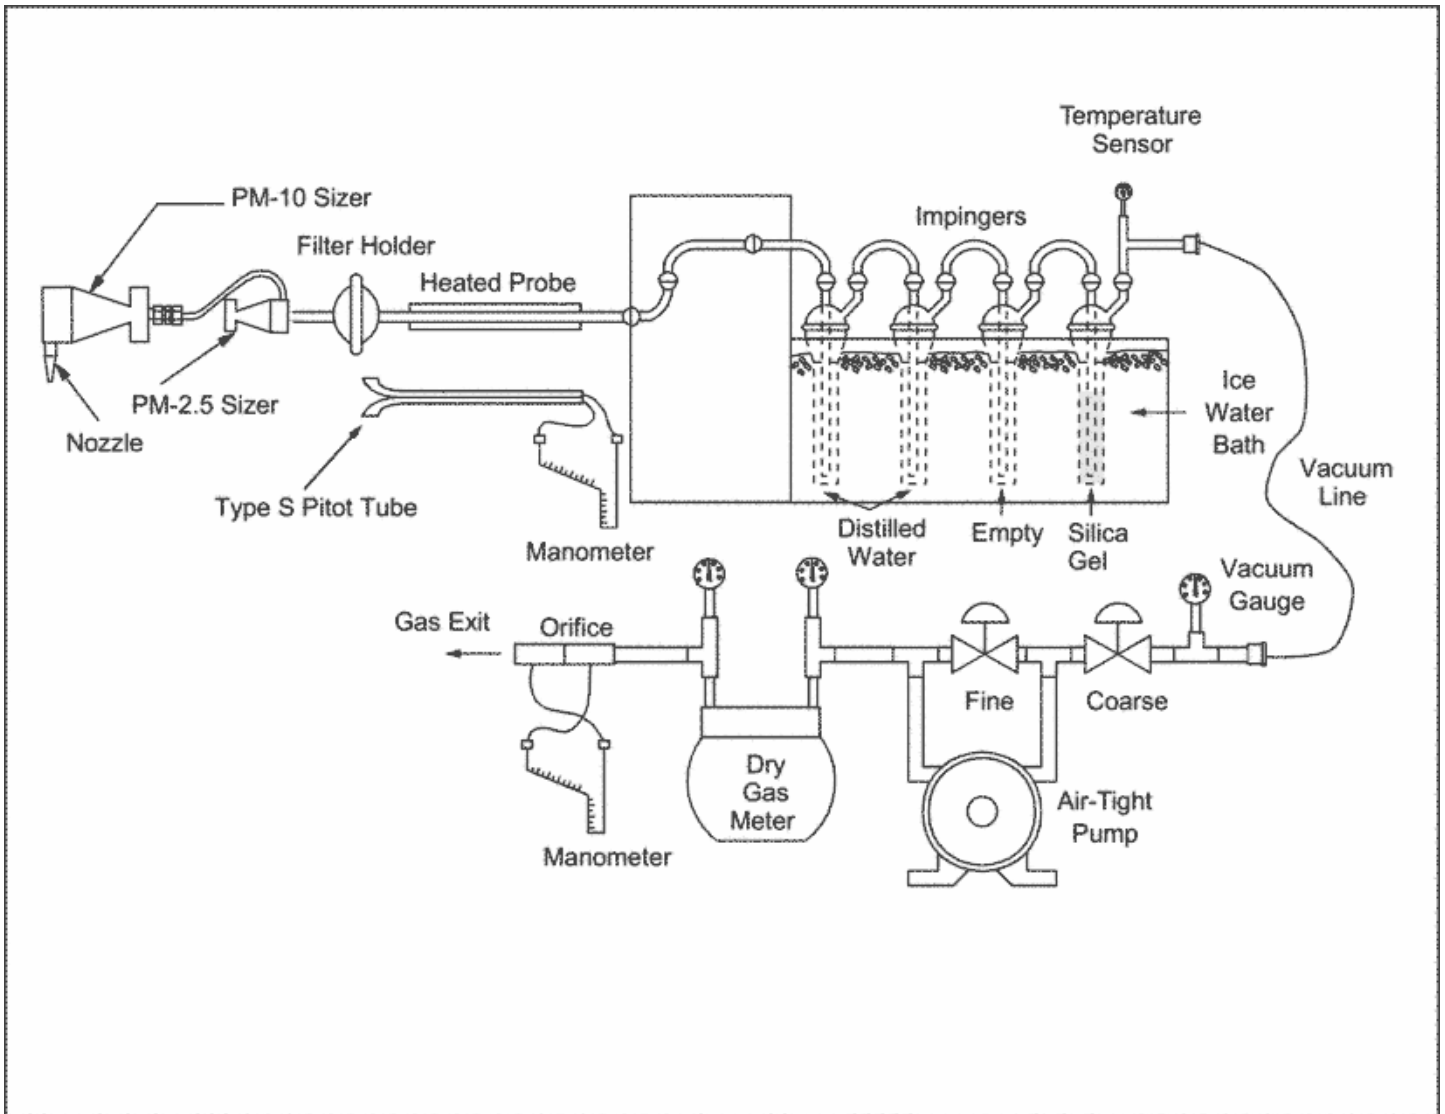 Temperature
Sensor
PM-10 Sizer
Impingers
Filter Holder
Heated Probe
PM-2.5 Sizer
Nozzle
Ice
Water
Bath
Vacuum
Line
Type S Pitot Tube
Manometer
Distilled
Water
Empty
Silica
Gel
Vacuum
Gauge
Gas Exit
Orifice
Fine
Coarse
Dry
Gas
Meter
Air-Tight
Pump
Manometer